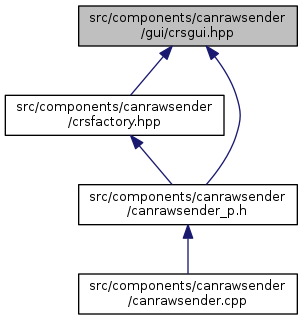 src/components/canrawsender
/gui/crsgui.hpp
src/components/canrawsender
/crsfactory.hpp
src/components/canrawsender
/canrawsender_p.h
src/components/canrawsender
/canrawsender.cpp